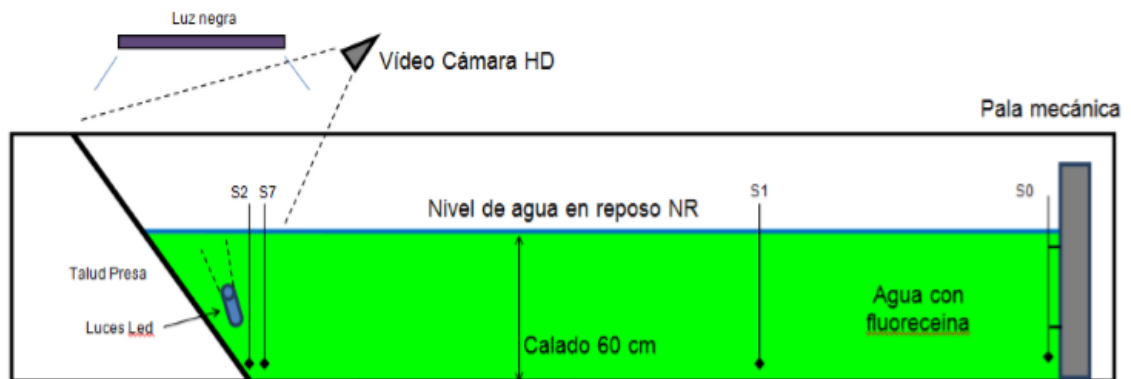 Luz negra
Vídeo Cámara HD
Pala mecánica
S2
S7
Nivel de agua en reposo NR
S1
S0
Talud Presa
Luces Led
Agua con
fluoreceina
Calado 60 cm